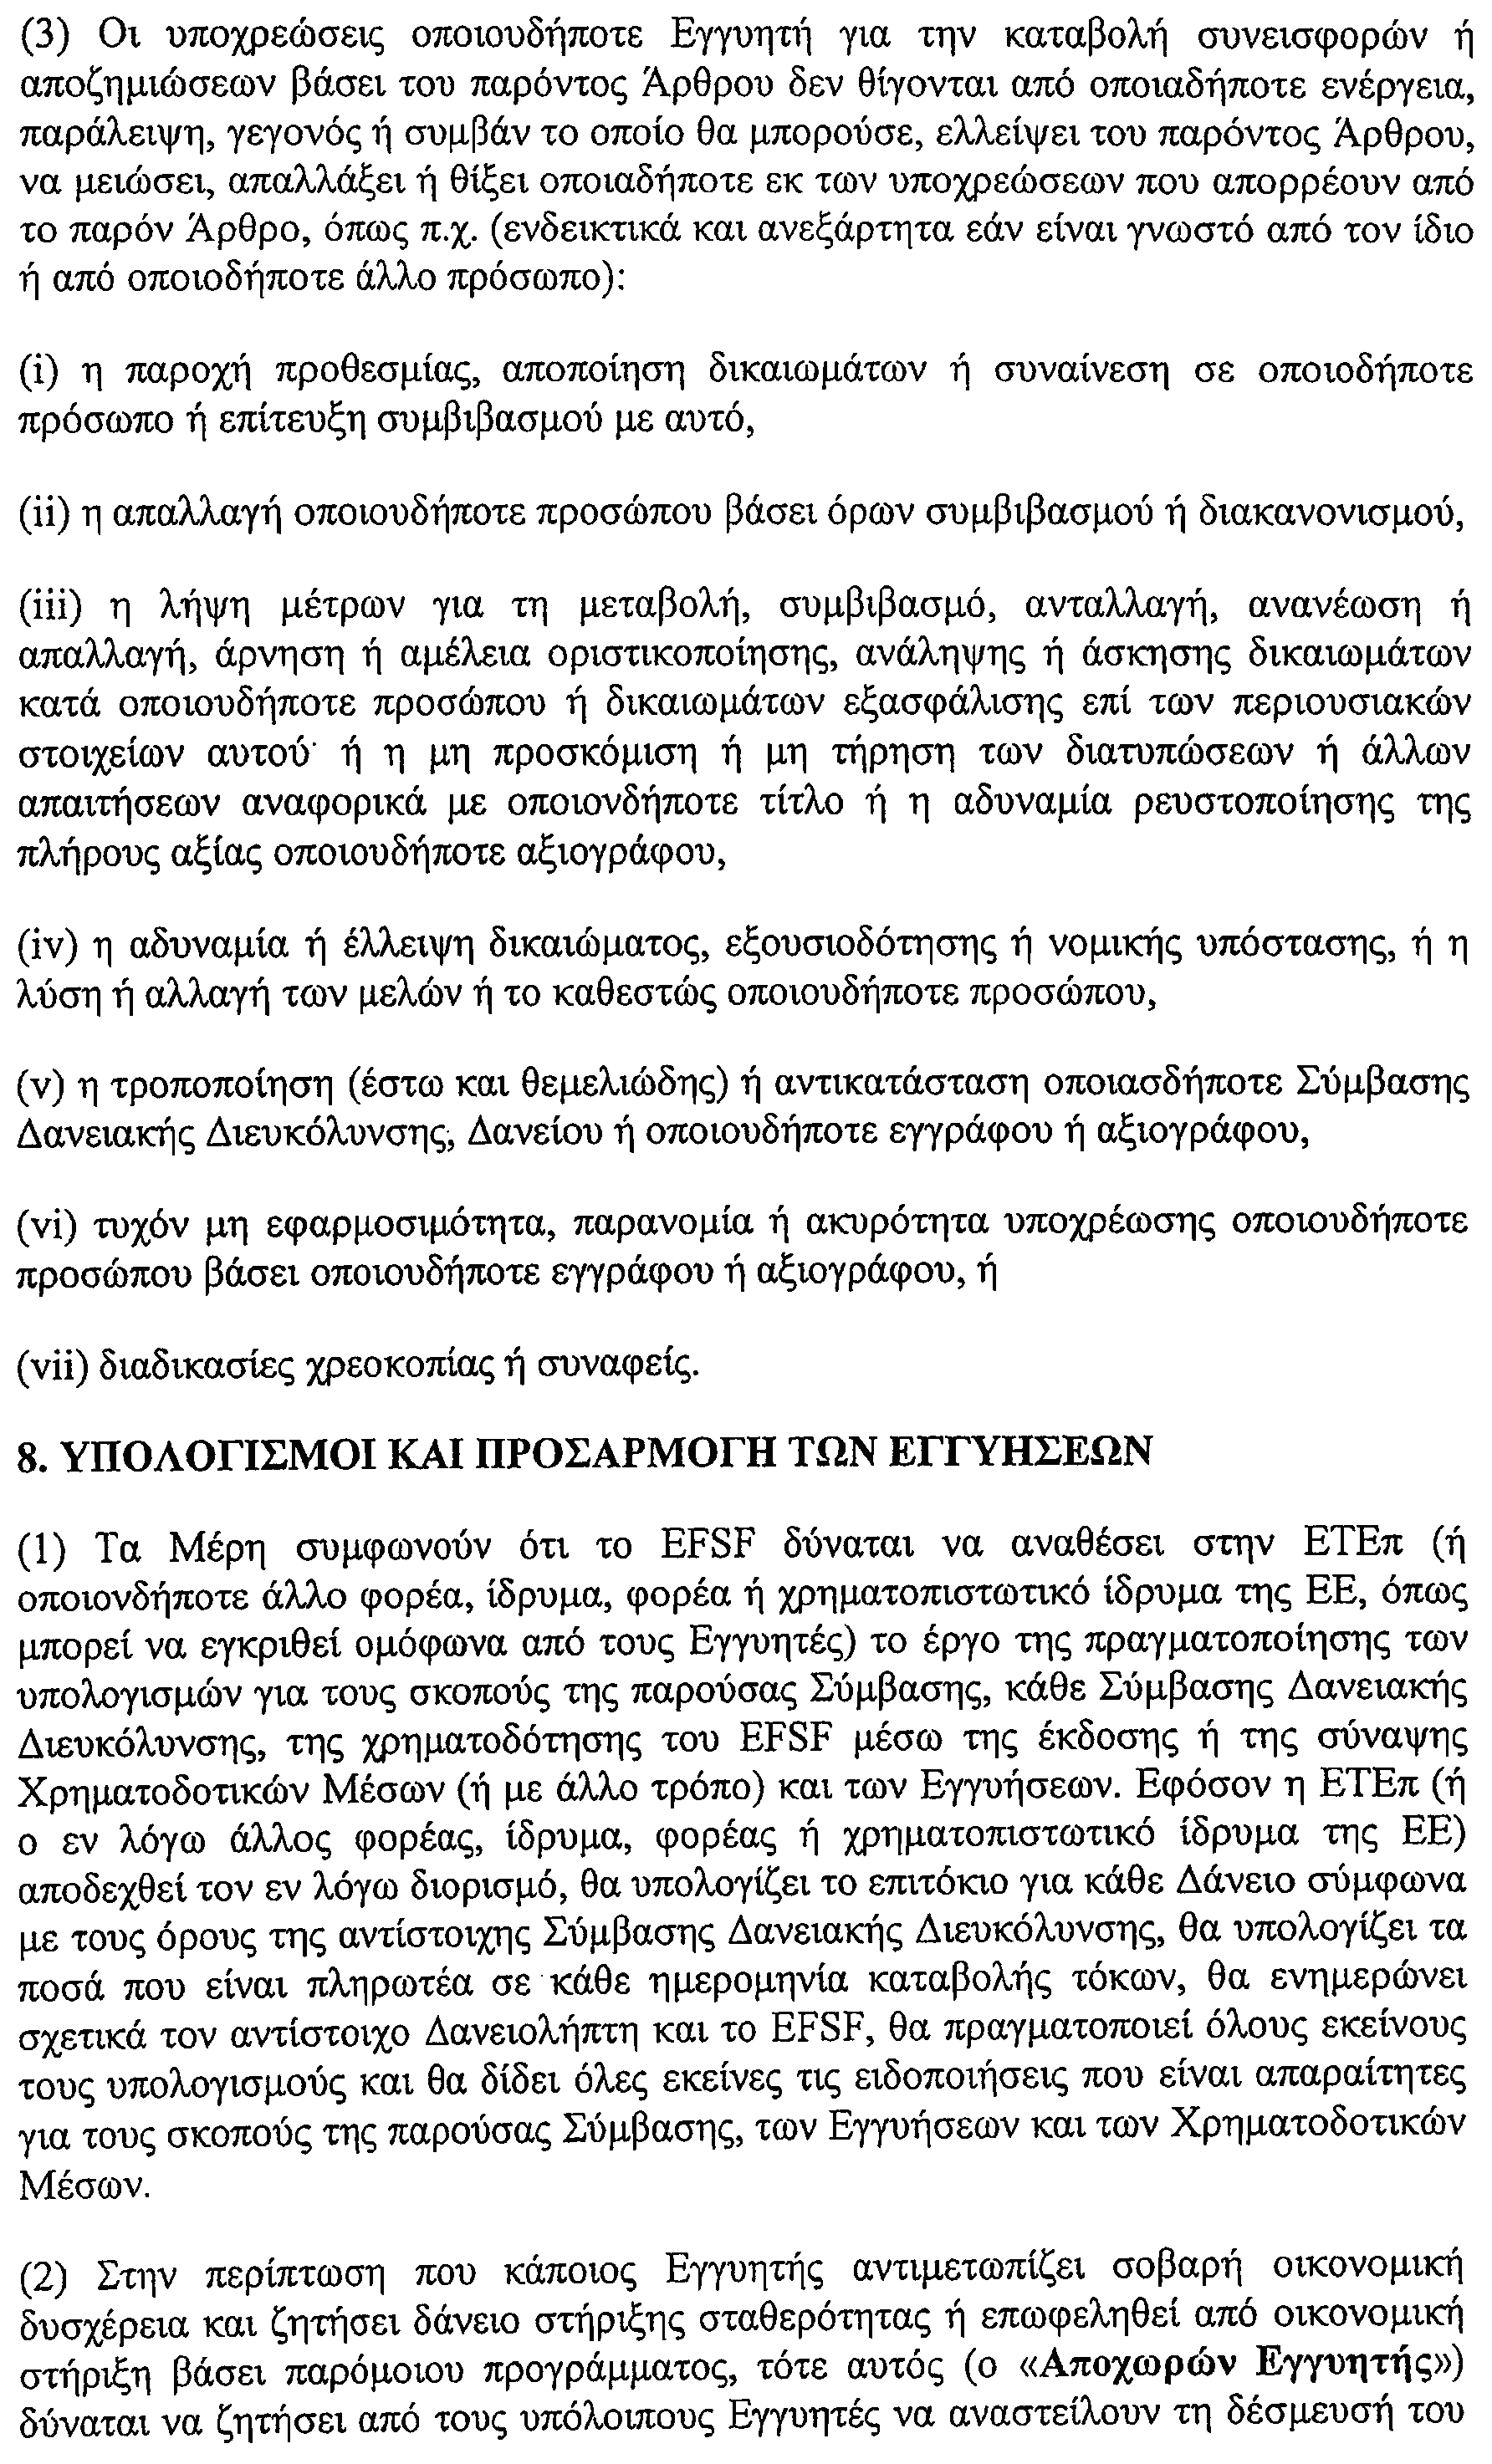 (3) Οι υποχρεώσεις οποιουδήποτε Εγγυητή για την καταβολή συνεισφορών ή
αποζημιώσεων βάσει του παρόντος Άρθρου δεν θίγονται από οποιαδήποτε ενέργεια,
παράλειψη, γεγονός ή συμβάν το οποίο θα μπορούσε, ελλείψει του παρόντος Άρθρου,
να μειώσει, απαλλάξει ή θίξει οποιαδήποτε εκ των υποχρεώσεων που απορρέουν από
το παρόν Άρθρο, όπως π.χ. (ενδεικτικά και ανεξάρτητα εάν είναι γνωστό από τον ίδιο
ή από οποιοδήποτε άλλο πρόσωπο):
(i) η παροχή προθεσμίας, αποποίηση δικαιωμάτων ή συναίνεση σε οποιοδήποτε
πρόσωπο ή επίτευξη συμβιβασμού με αυτό,
(ii) η απαλλαγή οποιουδήποτε προσώπου βάσει όρων συμβιβασμού ή διακανονισμού,
(iii) η λήψη μέτρων για τη μεταβολή, συμβιβασμό, ανταλλαγή, ανανέωση ή
απαλλαγή, άρνηση ή αμέλεια οριστικοποίησης, ανάληψης ή άσκησης δικαιωμάτων
κατά οποιουδήποτε προσώπου ή δικαιωμάτων εξασφάλισης επί των περιουσιακών
στοιχείων αυτού· ή η μη προσκόμιση ή μη τήρηση των διατυπώσεων ή άλλων
απαιτήσεων αναφορικά με οποιονδήποτε τίτλο ή η αδυναμία ρευστοποίησης της
πλήρους αξίας οποιουδήποτε αξιογράφου,
(iv) η αδυναμία ή έλλειψη δικαιώματος, εξουσιοδότησης ή νομικής υπόστασης, ή η
λύση ή αλλαγή των μελών ή το καθεστώς οποιουδήποτε προσώπου,
(v) η τροποποίηση (έστω και θεμελιώδης) ή αντικατάσταση οποιασδήποτε Σύμβασης
Δανειακής Διευκόλυνσης, Δανείου ή οποιουδήποτε εγγράφου ή αξιογράφου,
(vi) τυχόν μη εφαρμοσιμότητα, παρανομία ή ακυρότητα υποχρέωσης οποιουδήποτε
προσώπου βάσει οποιουδήποτε εγγράφου ή αξιογράφου, ή
(vii) διαδικασίες χρεοκοπίας ή συναφείς.
8. ΥΠΟΛΟΓΙΣΜΟΙ ΚΑΙ ΠΡΟΣΑΡΜΟΓΗ ΤΩΝ ΕΓΓΥΗΣΕΩΝ
(1) Τα Μέρη συμφωνούν ότι το EFSF δύναται να αναθέσει στην ΕΤΕπ (ή
οποιονδήποτε άλλο φορέα, ίδρυμα, φορέα ή χρηματοπιστωτικό ίδρυμα της ΕΕ, όπως
μπορεί να εγκριθεί ομόφωνα από τους Εγγυητές) το έργο της πραγματοποίησης των
υπολογισμών για τους σκοπούς της παρούσας Σύμβασης, κάθε Σύμβασης Δανειακής
Διευκόλυνσης, της χρηματοδότησης του EFSF μέσω της έκδοσης ή της σύναψης
Χρηματοδοτικών Μέσων (ή με άλλο τρόπο) και των Εγγυήσεων. Εφόσον η ΕΤΕπ (ή
ο εν λόγω άλλος φορέας, ίδρυμα, φορέας ή χρηματοπιστωτικό ίδρυμα της ΕΕ)
αποδεχθεί τον εν λόγω διορισμό, θα υπολογίζει το επιτόκιο για κάθε Δάνειο σύμφωνα
με τους όρους της αντίστοιχης Σύμβασης Δανειακής Διευκόλυνσης, θα υπολογίζει τα
ποσά που είναι πληρωτέα σε κάθε ημερομηνία καταβολής τόκων, θα ενημερώνει
σχετικά τον αντίστοιχο Δανειολήπτη και το EFSF, θα πραγματοποιεί όλους εκείνους
τους υπολογισμούς και θα δίδει όλες εκείνες τις ειδοποιήσεις που είναι απαραίτητες
για τους σκοπούς της παρούσας Σύμβασης, των Εγγυήσεων και των Χρηματοδοτικών
Μέσων.
(2) Στην περίπτωση που κάποιος Εγγυητής αντιμετωπίζει σοβαρή οικονομική
δυσχέρεια και ζητήσει δάνειο στήριξης σταθερότητας ή επωφεληθεί από οικονομική
στήριξη βάσει παρόμοιου προγράμματος, τότε αυτός (ο «Αποχωρών Εγγυητής»)
δύναται να ζητήσει από τους υπόλοιπους Εγγυητές να αναστείλουν τη δέσμευσή του